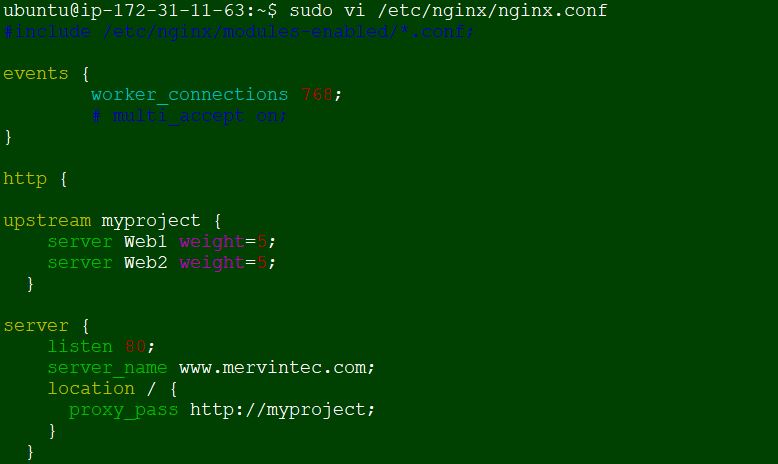 ubuntu@ip-172-31-11-63:~$ sudo vi /etc/nginx/nginx.conf
#include /etc/nginx/modules-enabled/*.conf;
events {
worker_connections 768;
# multi_accept on;
}
http {
upstream myproject {
server Web1 weight=5;
server Web2 weight=5;
}
server {
listen 80;
server_name www.mervintec.com;
location / {
proxy_pass http://myproject;
}
}